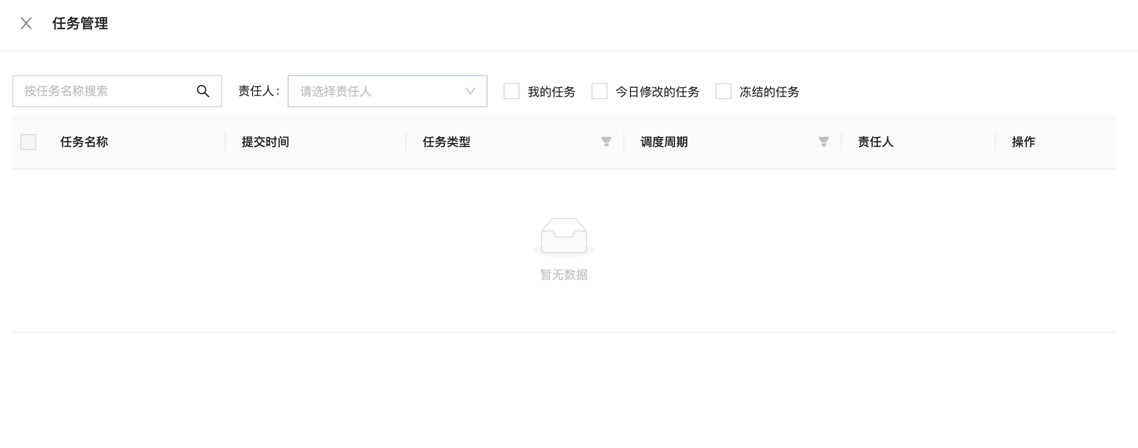 任务管理
按任务名称搜索 责任人： 请选择责任人 我的任务 今日修改的任务 冻结的任务
任务名称 提交时间 任务类型 调度周期 责任人 操作
暂无数据